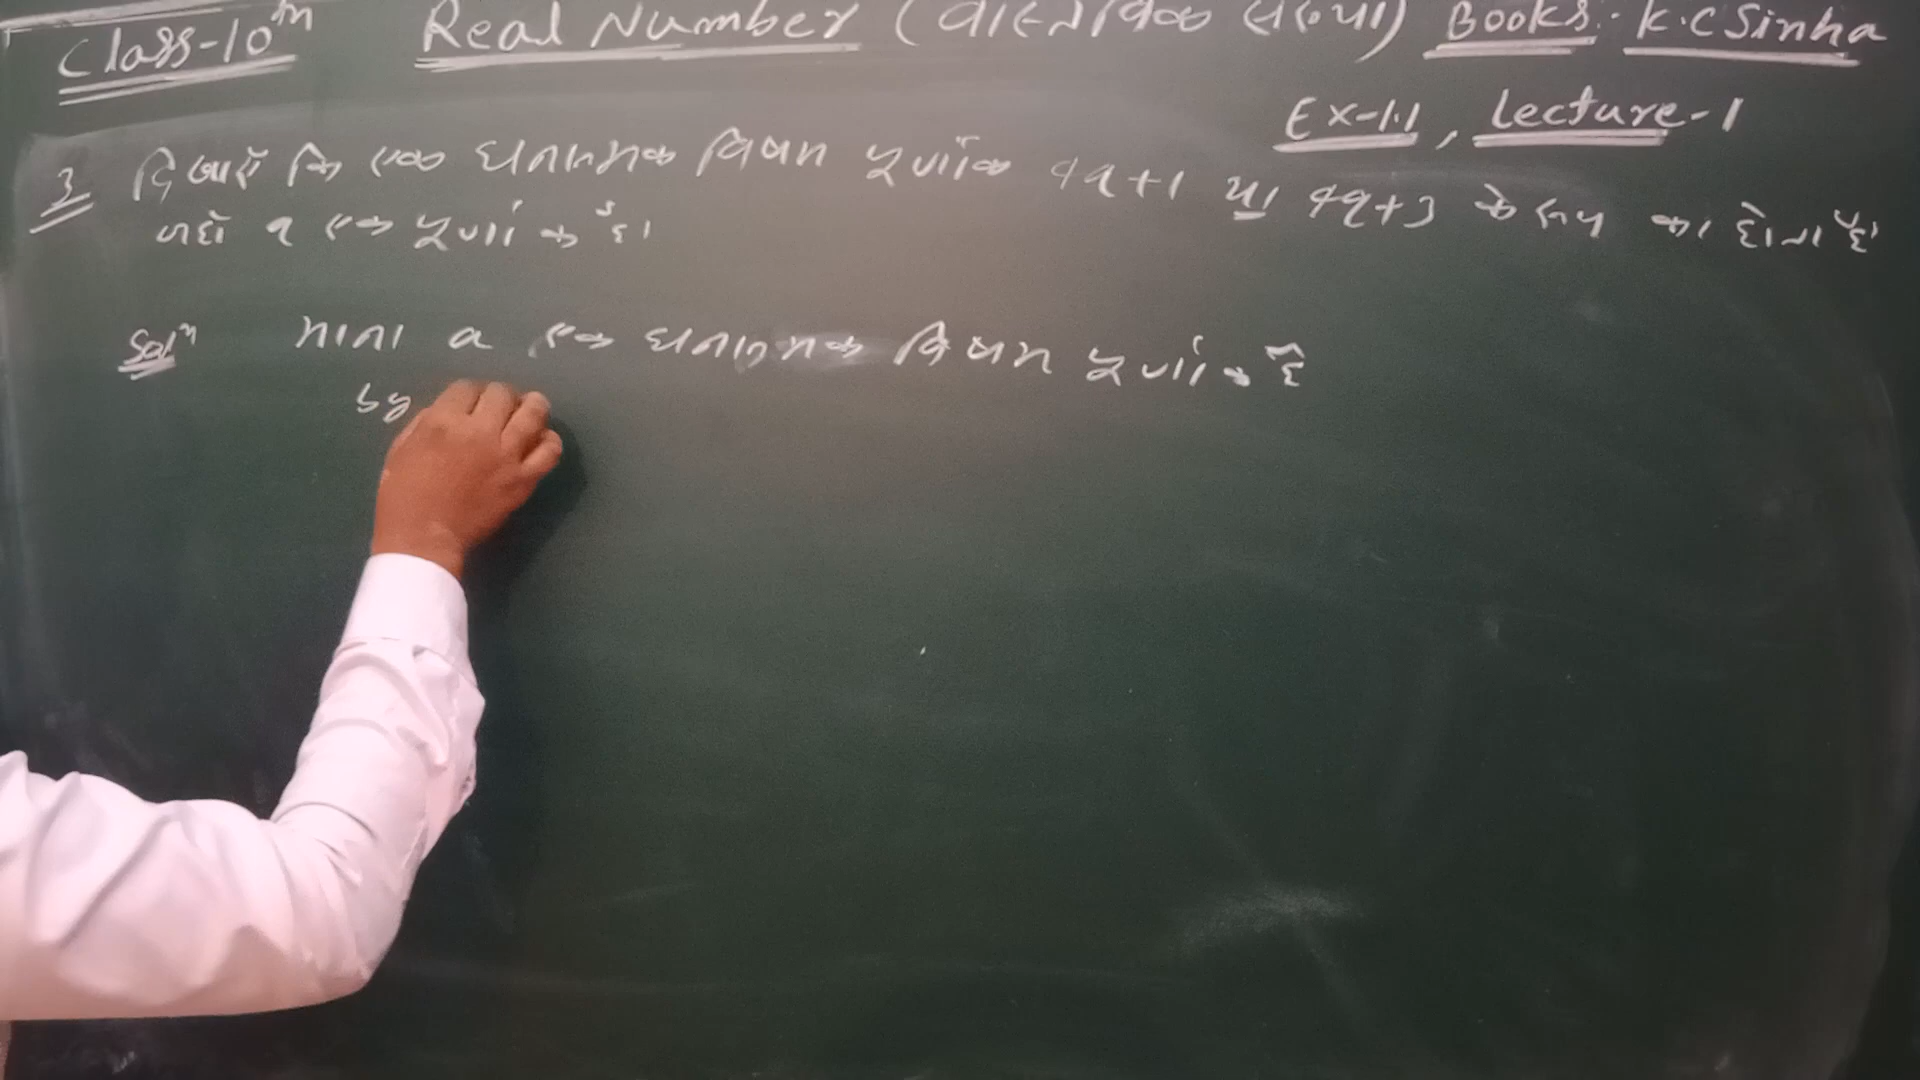 Class-10th Real Number (वास्तविक संख्या) Books: K.C Sinha
Ex-1.1, Lecture-1
3 दिखाएँ कि एक धनात्मक विषम पूर्णांक 4q+1 या 4q+3 के रूप का होता है।
जहाँ q एक पूर्णांक है।
Solⁿ माना a एक धनात्मक विषम पूर्णांक है
by